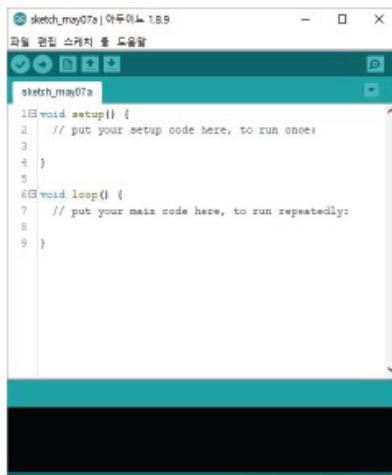 sketch_may07a | 아두이노 1.8.9
파일 편집 스케치 툴 도움말
sketch_may07a
1 void setup() {
2 // put your setup code here, to run once:
3
4 }
5
6 void loop() {
7 // put your main code here, to run repeatedly:
8
9 }